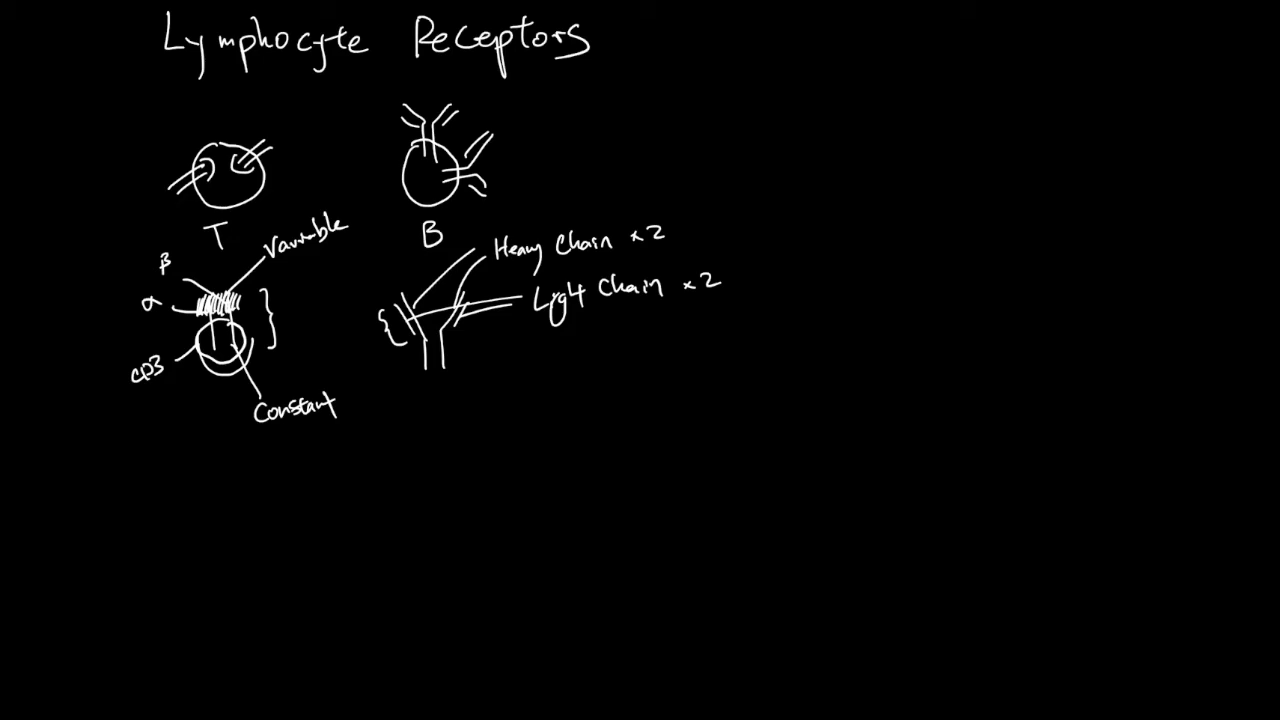 Lymphocyte Receptors
T
B
Variable
β
α
Heavy Chain x2
Light Chain x2
CD3
Constant